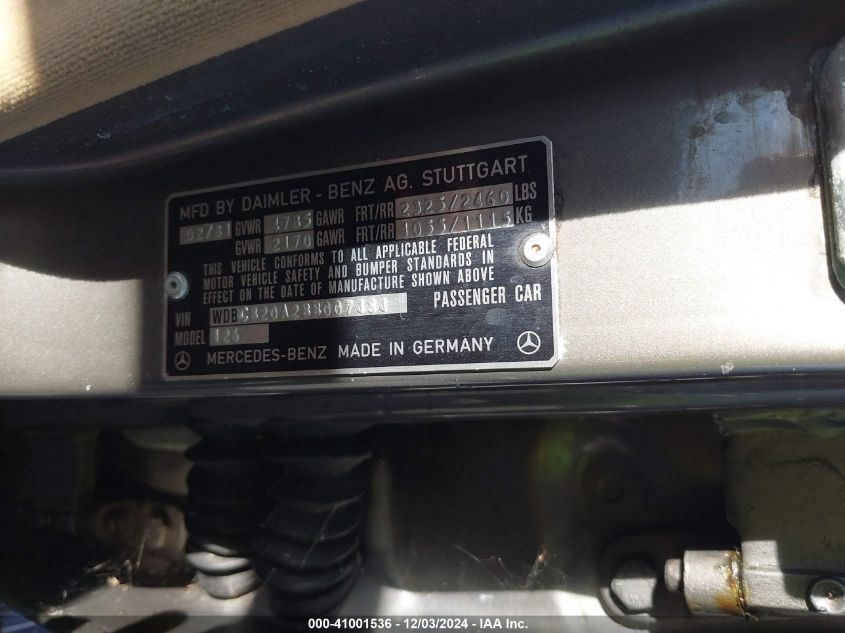 MFD BY DAIMLER - BENZ AG. STUTTGART
02/81 GVWR 4785 GAWR FRT/RR 2325/2460 LBS
GVWR 2170 GAWR FRT/RR 1055/1115 KG
THIS VEHICLE CONFORMS TO ALL APPLICABLE FEDERAL
MOTOR VEHICLE SAFETY AND BUMPER STANDARDS IN
EFFECT ON THE DATE OF MANUFACTURE SHOWN ABOVE
VIN PASSENGER CAR
MODEL 126
MERCEDES-BENZ MADE IN GERMANY
000-41001536 - 12/03/2024 - IAA Inc.